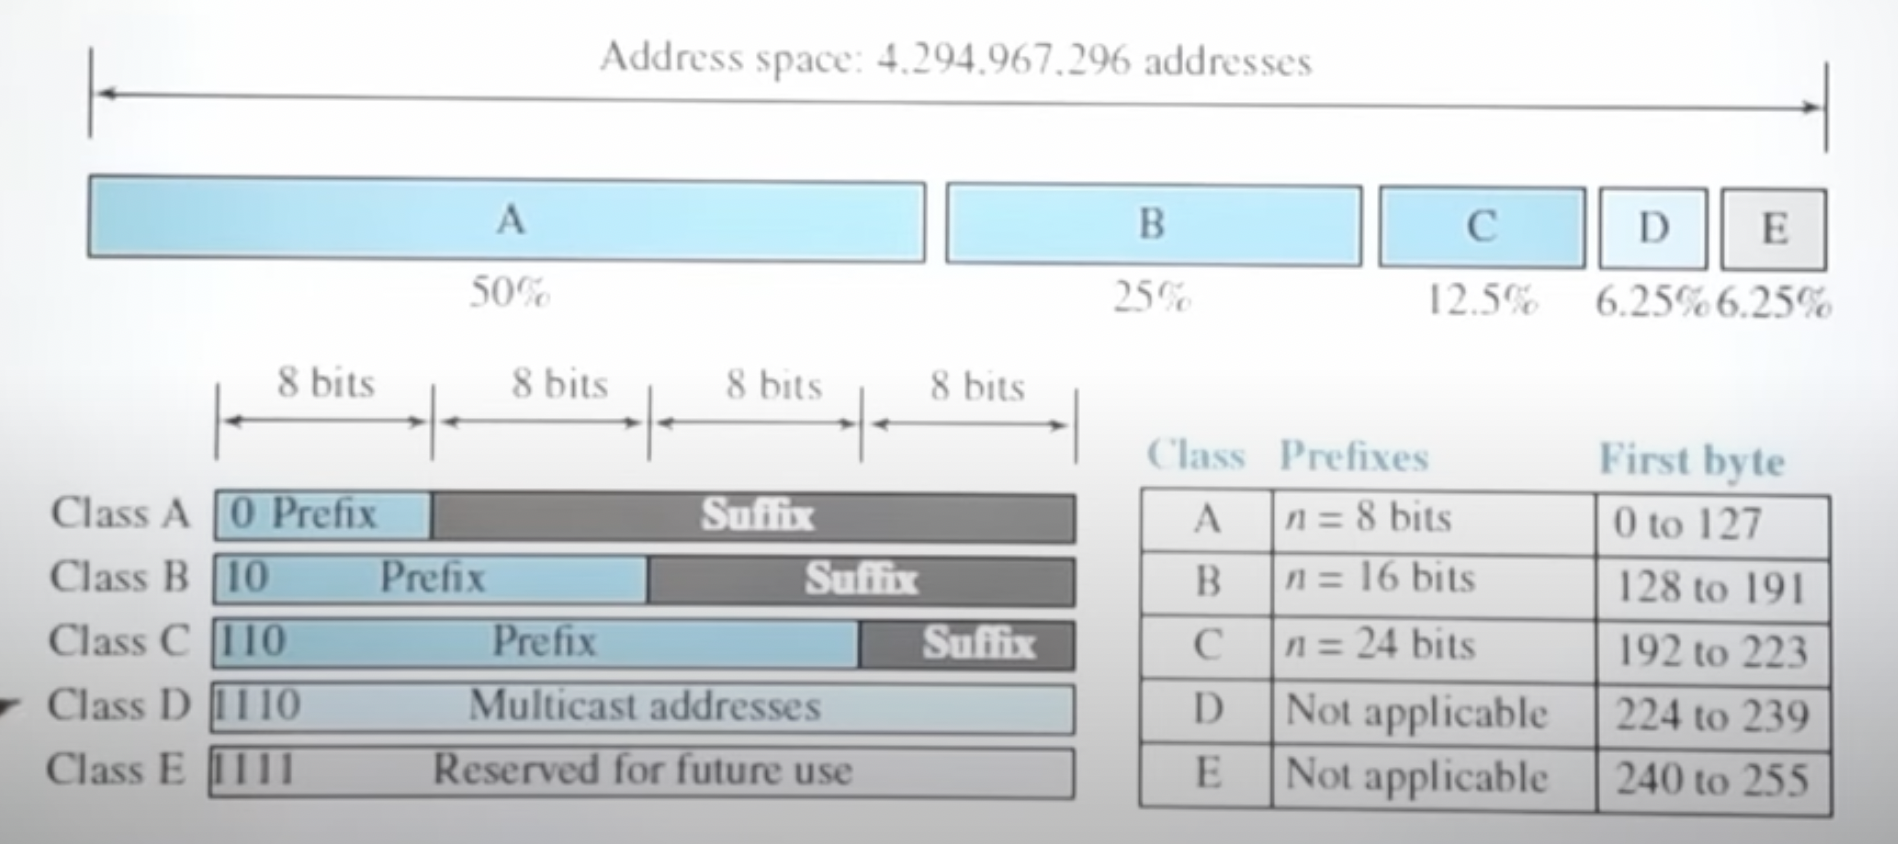 Address space: 4.294.967.296 addresses
A B C D E
50% 25% 12.5% 6.25% 6.25%
8 bits 8 bits 8 bits 8 bits
Class A 0 Prefix Suffix
Class B 10 Prefix Suffix
Class C 110 Prefix Suffix
Class D 1110 Multicast addresses
Class E 1111 Reserved for future use
Class Prefixes First byte
A n = 8 bits 0 to 127
B n = 16 bits 128 to 191
C n = 24 bits 192 to 223
D Not applicable 224 to 239
E Not applicable 240 to 255